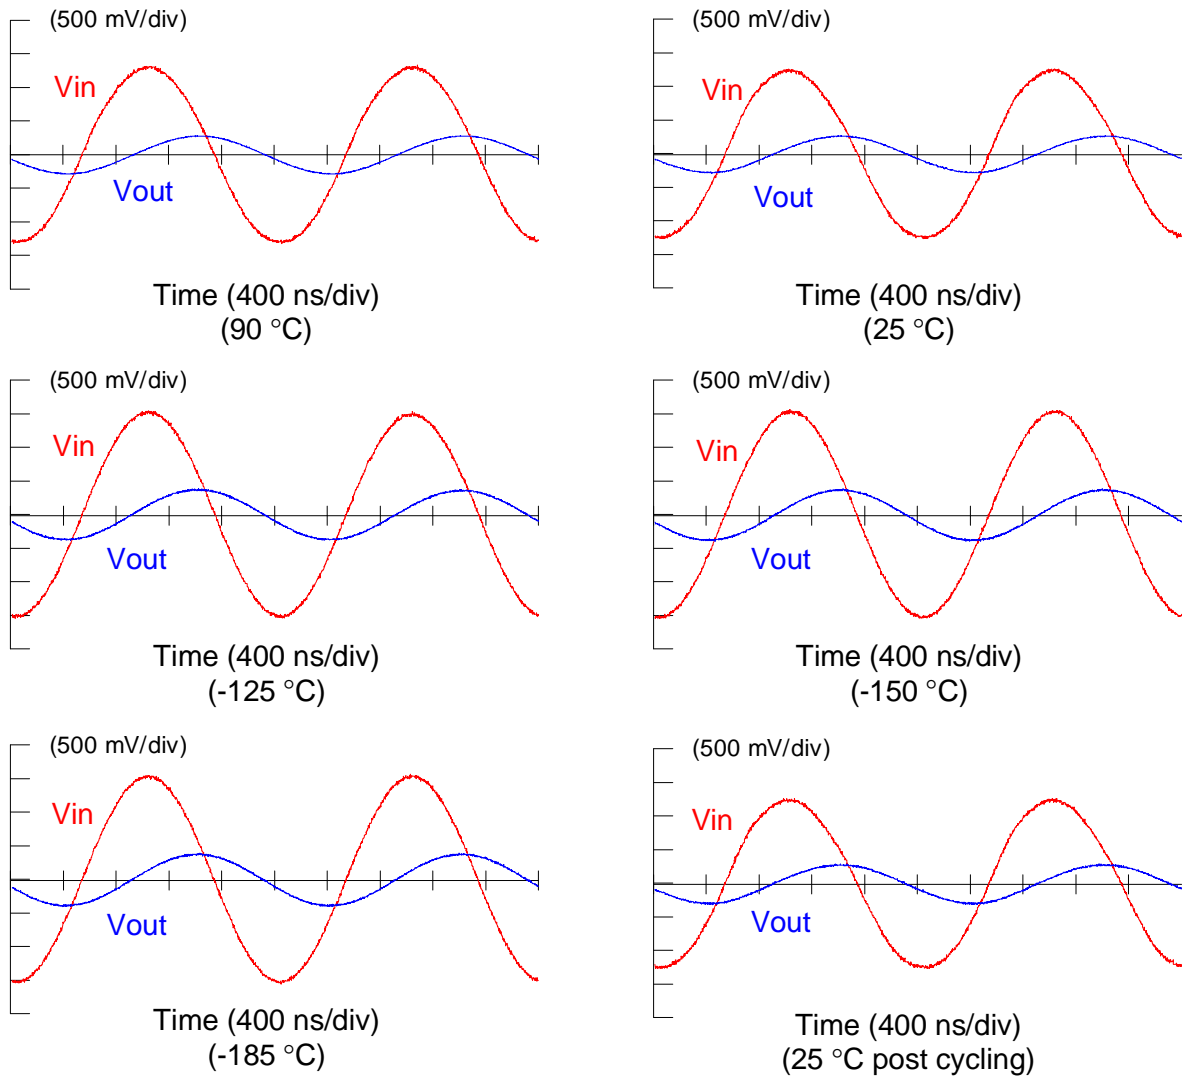 (500 mV/div)
Vin
Vout
Time (400 ns/div)
(90 °C)
(500 mV/div)
Vin
Vout
Time (400 ns/div)
(25 °C)
(500 mV/div)
Vin
Vout
Time (400 ns/div)
(-125 °C)
(500 mV/div)
Vin
Vout
Time (400 ns/div)
(-150 °C)
(500 mV/div)
Vin
Vout
Time (400 ns/div)
(-185 °C)
(500 mV/div)
Vin
Vout
Time (400 ns/div)
(25 °C post cycling)